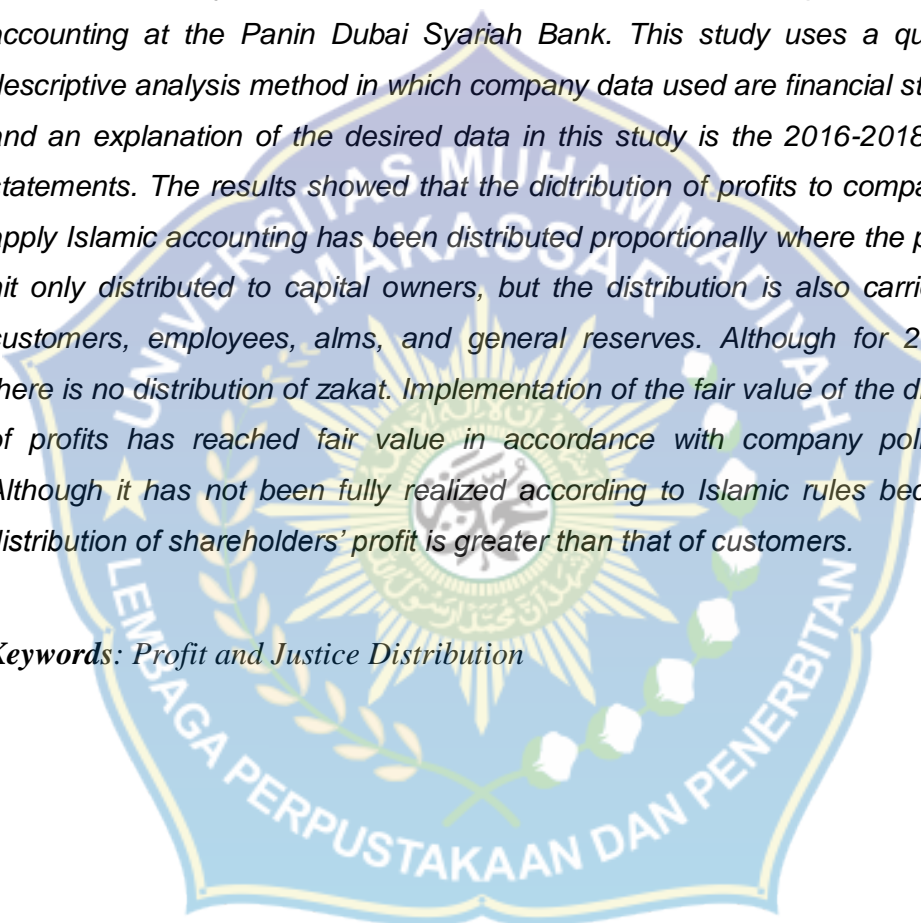 accounting at the Panin Dubai Syariah Bank. This study uses a qu
descriptive analysis method in which company data used are financial st
and an explanation of the desired data in this study is the 2016-2018
statements. The results showed that the didtribution of profits to compa
apply Islamic accounting has been distributed proportionally where the p
nit only distributed to capital owners, but the distribution is also carri
customers, employees, alms, and general reserves. Although for 2
there is no distribution of zakat. Implementation of the fair value of the d
of profits has reached fair value in accordance with company pol
Although it has not been fully realized according to Islamic rules bec
distribution of shareholders' profit is greater than that of customers.
Keywords: Profit and Justice Distribution
UNIVERSITAS MUHAMMADIYAH
MAKASSAR
LEMBAGA PERPUSTAKAAN DAN PENERBITAN